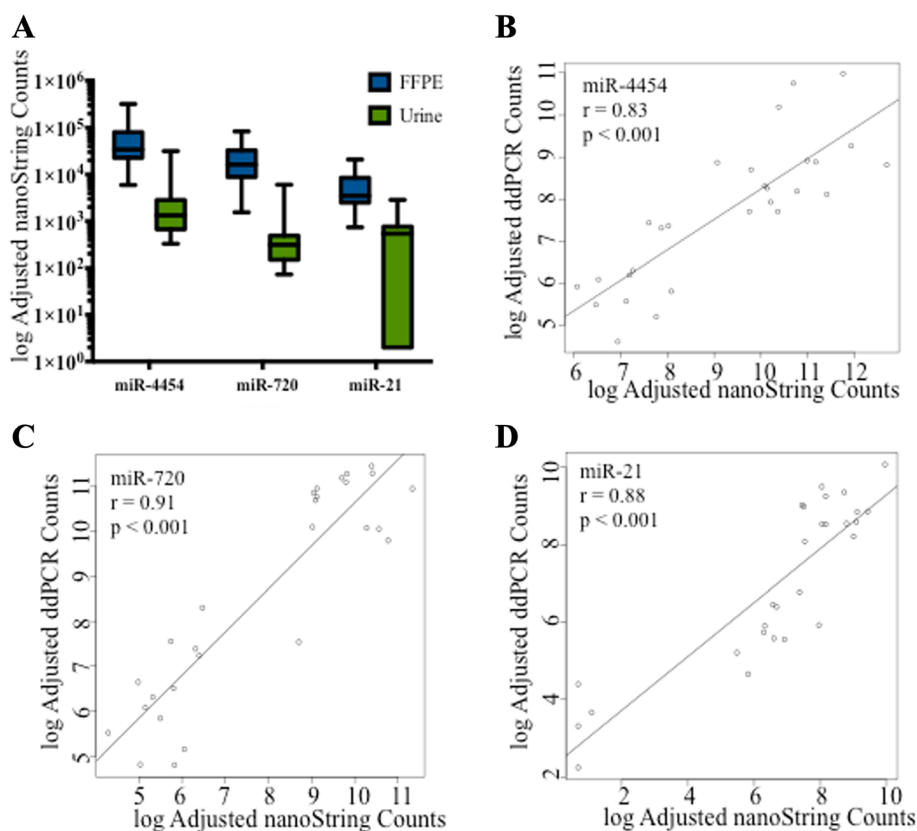 A
log Adjusted nanoString Counts
1×10⁶
1×10⁵
1×10⁴
1×10³
1×10²
1×10¹
1×10⁰
FFPE
Urine
miR-4454 miR-720 miR-21
B
log Adjusted ddPCR Counts
11
9
8
7
6
5
miR-4454
r = 0.83
p < 0.001
6 7 8 9 10 11 12
log Adjusted nanoString Counts
C
log Adjusted ddPCR Counts
11
10
9
8
7
6
5
miR-720
r = 0.91
p < 0.001
5 6 7 8 9 10 11
log Adjusted nanoString Counts
D
log Adjusted ddPCR Counts
10
8
6
4
2
miR-21
r = 0.88
p < 0.001
2 4 6 8 10
log Adjusted nanoString Counts